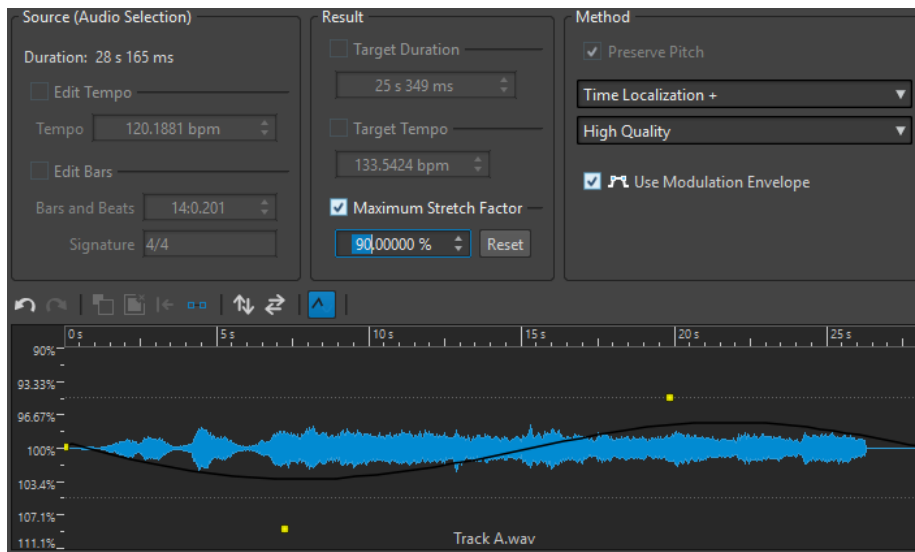 Source (Audio Selection)
Duration: 28 s 165 ms
Edit Tempo
Tempo 120.1881 bpm
Edit Bars
Bars and Beats 14:0.201
Signature 4/4
Result
Target Duration
25 s 349 ms
Target Tempo
133.5424 bpm
Maximum Stretch Factor
90.00000 % Reset
Method
Preserve Pitch
Time Localization +
High Quality
Use Modulation Envelope
0 s 5 s 10 s 15 s 20 s 25 s
90%
93.33%
96.67%
100%
103.4%
107.1%
111.1%
Track A.wav